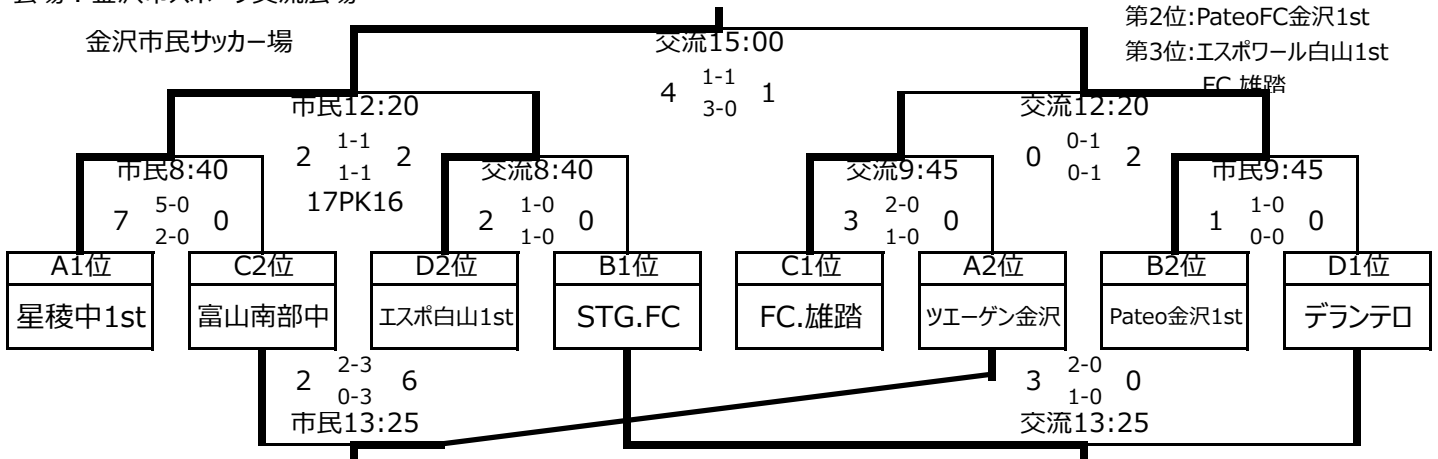 会場：金沢市スポーツ交流広場
金沢市民サッカー場
第2位:PateoFC金沢1st
第3位:エスポワール白山1st
FC.雄踏
交流15:00
4 1-1 1
3-0
市民12:20
2 1-1 2
1-1
17PK16
交流12:20
0 0-1 2
0-1
市民8:40
7 5-0 0
2-0
交流8:40
2 1-0 0
1-0
交流9:45
3 2-0 0
1-0
市民9:45
1 1-0 0
0-0
A1位 C2位 D2位 B1位 C1位 A2位 B2位 D1位
星稜中1st 富山南部中 エスポ白山1st STG.FC FC.雄踏 ツエーゲン金沢 Pateo金沢1st デランテロ
2 2-3 6
0-3
市民13:25
3 2-0 0
1-0
交流13:25